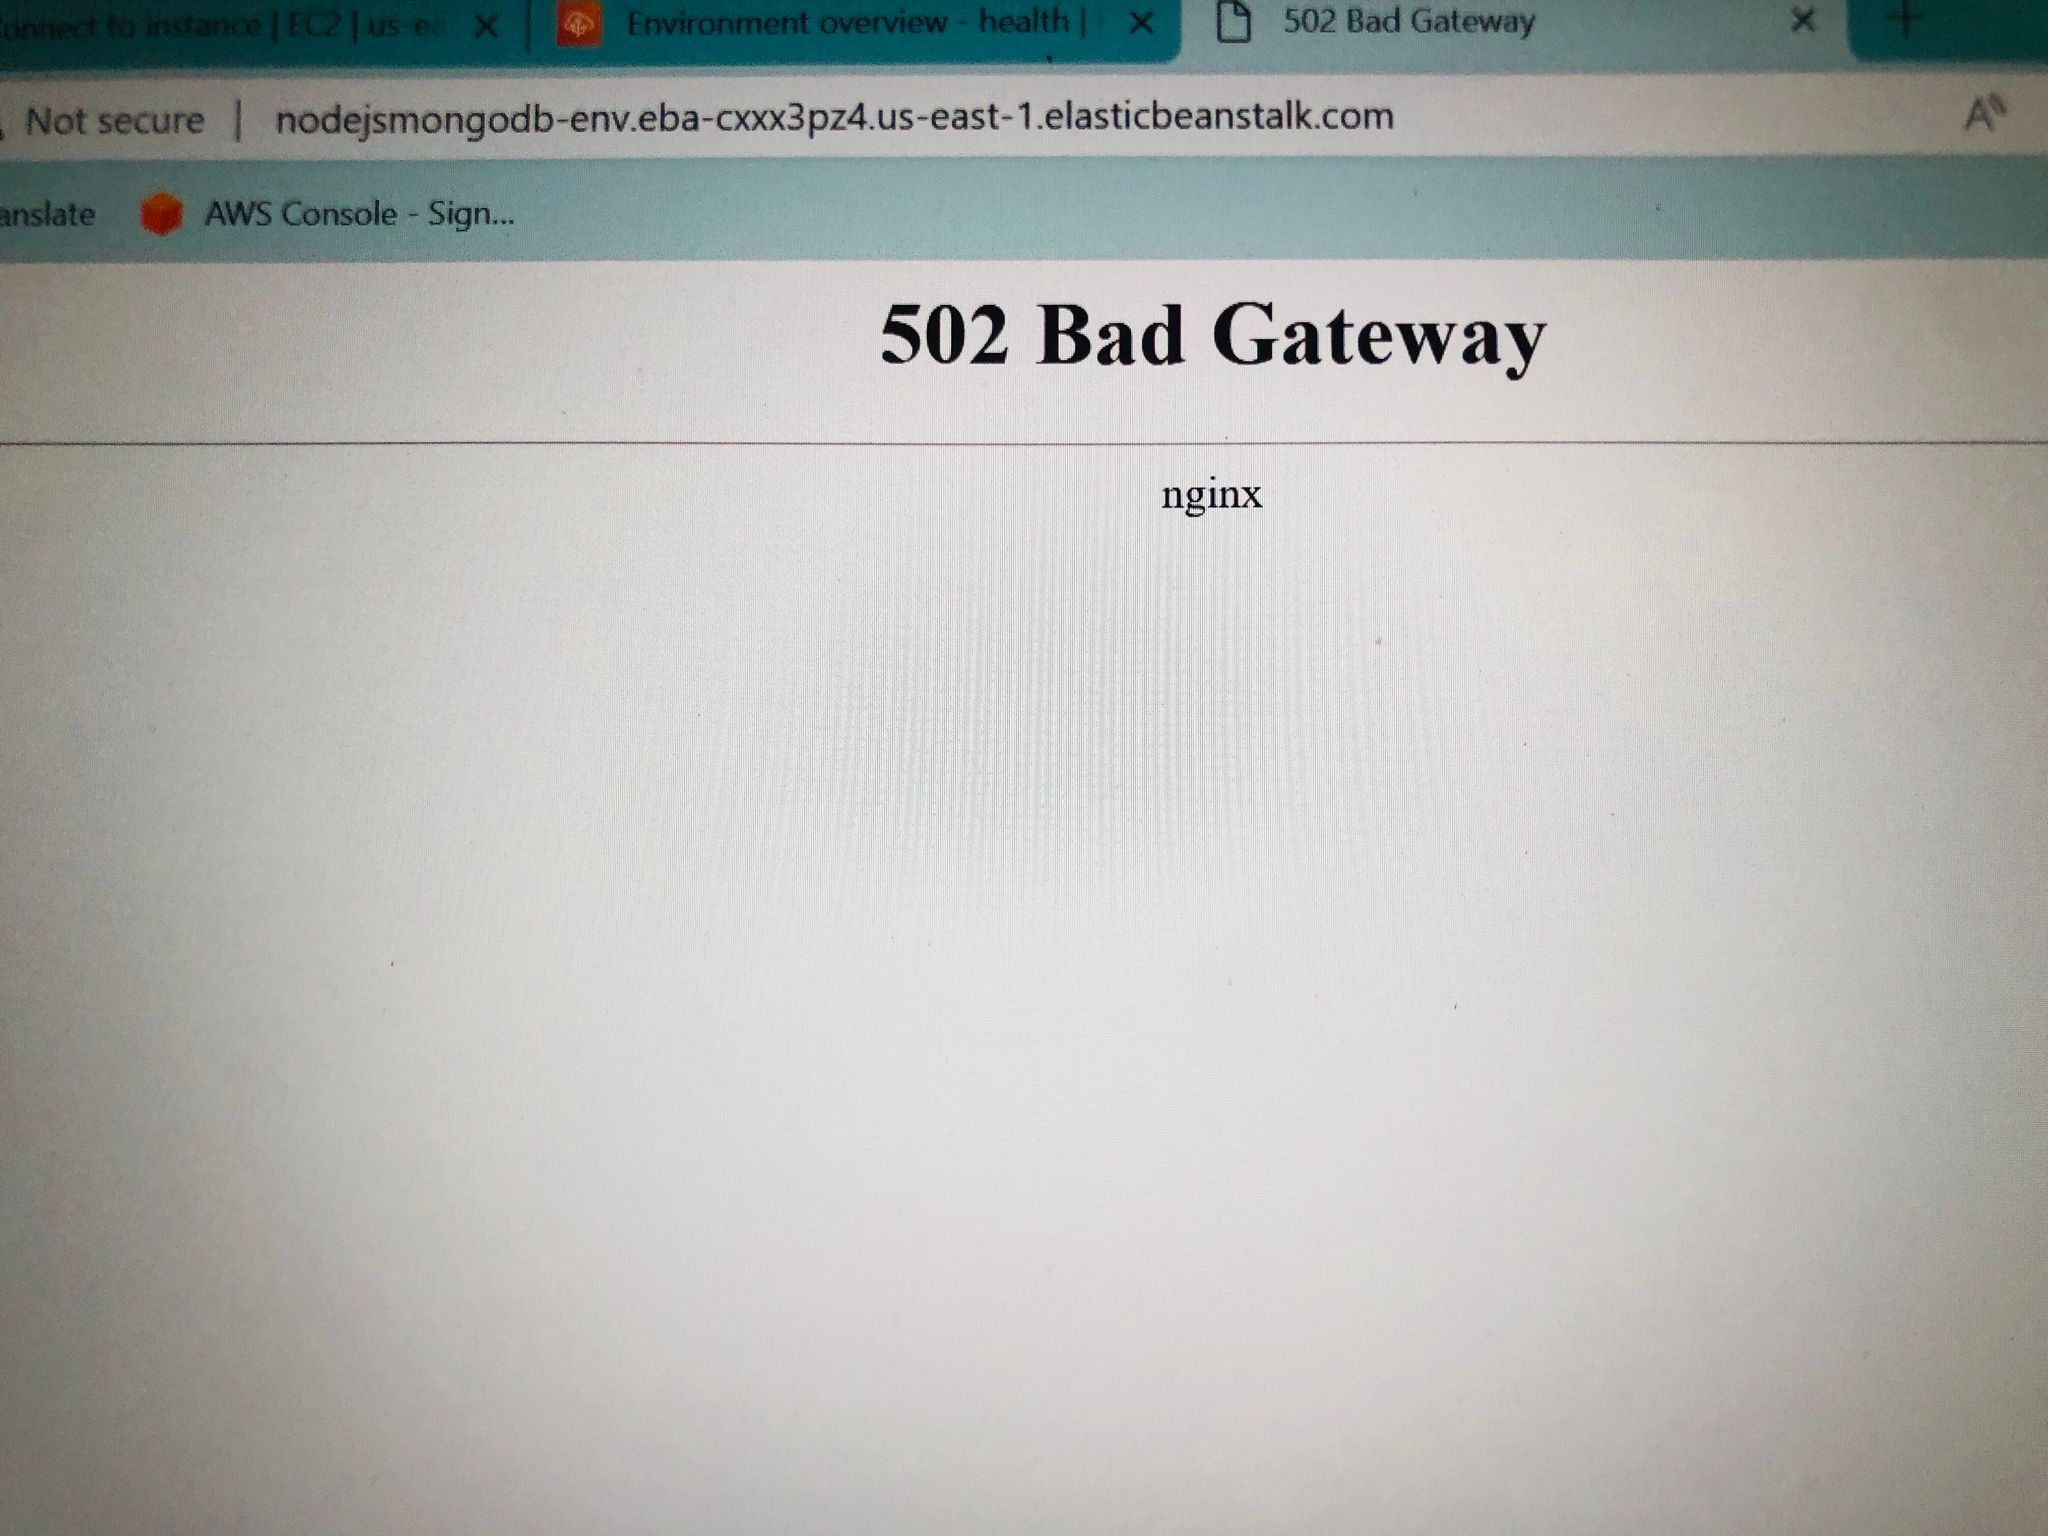 onnect to instance | EC2 | us-ea
Environment overview - health |
502 Bad Gateway
Not secure | nodejsmongodb-env.eba-cxxx3pz4.us-east-1.elasticbeanstalk.com
anslate
AWS Console - Sign...
502 Bad Gateway
nginx